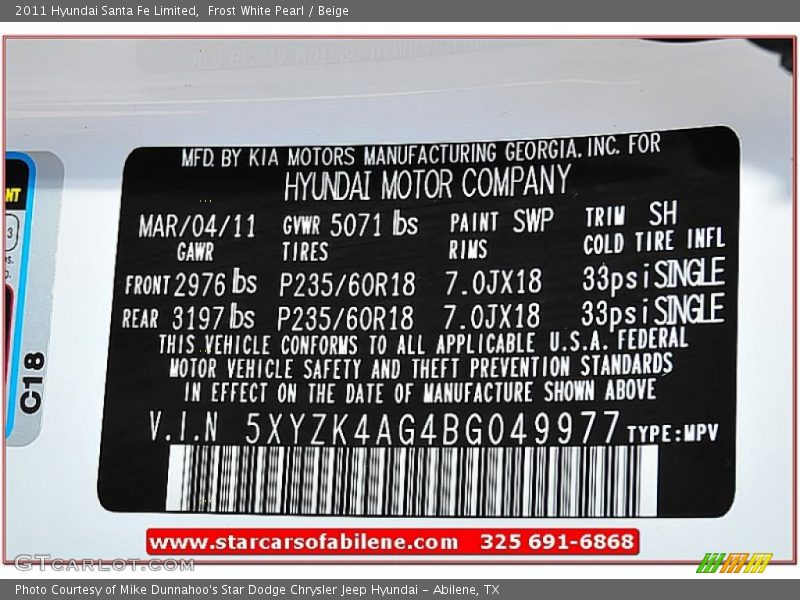 2011 Hyundai Santa Fe Limited,  Frost White Pearl / Beige
MFD. BY KIA MOTORS MANUFACTURING GEORGIA. INC. FOR
HYUNDAI MOTOR COMPANY
MAR/04/11 GVWR 5071 lbs PAINT SWP TRIM SH
GAWR TIRES RIMS COLD TIRE INFL
FRONT 2976 lbs P235/60R18 7.0JX18 33psi SINGLE
REAR 3197 lbs P235/60R18 7.0JX18 33psi SINGLE
THIS VEHICLE CONFORMS TO ALL APPLICABLE U.S.A. FEDERAL
MOTOR VEHICLE SAFETY AND THEFT PREVENTION STANDARDS
IN EFFECT ON THE DATE OF MANUFACTURE SHOWN ABOVE
V.I.N 5XYZK4AG4BG049977 TYPE:MPV
NT
3
C18
www.starcarsofabilene.com 325 691-6868
GTcarlot.com
Photo Courtesy of Mike Dunnahoo's Star Dodge Chrysler Jeep Hyundai - Abilene, TX